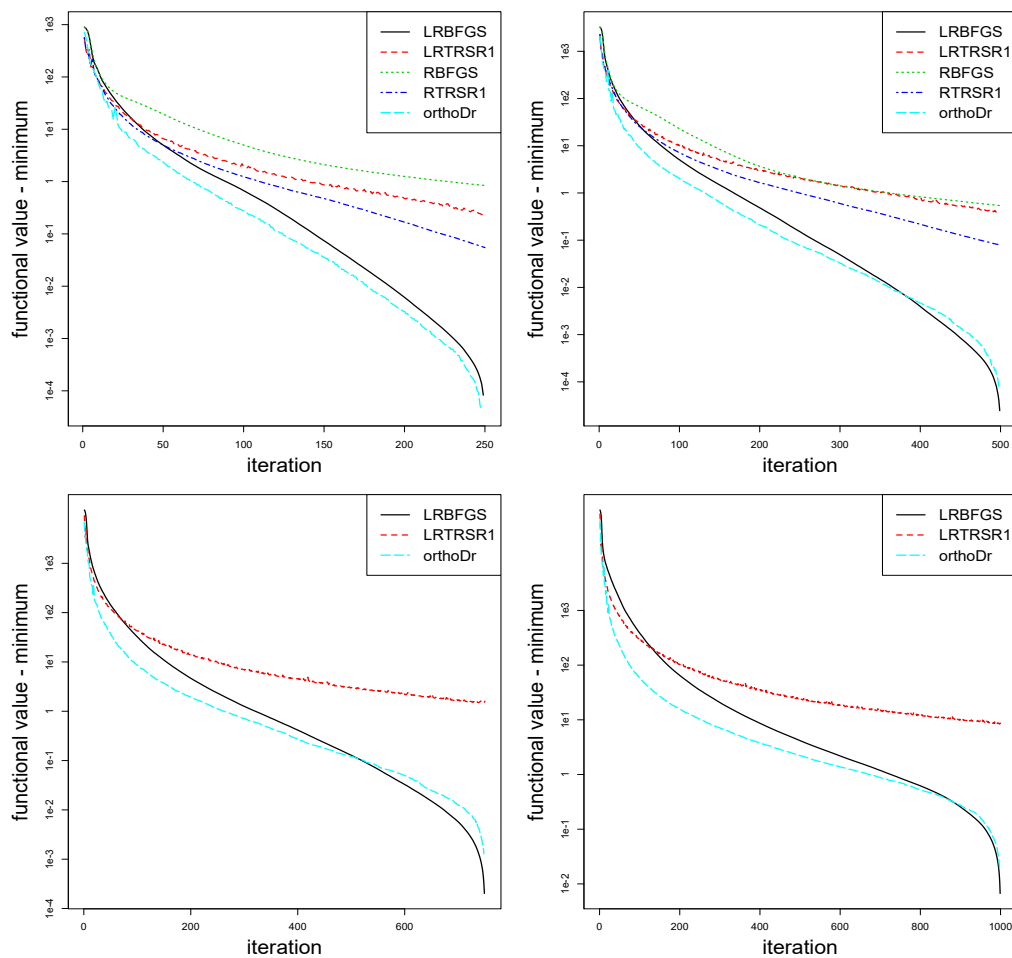 LRBFGS
LRTRSR1
RBFGS
RTRSR1
orthoDr
functional value - minimum
1e3
1e2
1e1
1
1e-1
1e-2
1e-3
1e-4
0 50 100 150 200 250
iteration
LRBFGS
LRTRSR1
RBFGS
RTRSR1
orthoDr
functional value - minimum
1e3
1e2
1e1
1
1e-1
1e-2
1e-3
1e-4
0 100 200 300 400 500
iteration
LRBFGS
LRTRSR1
orthoDr
functional value - minimum
1e3
1e2
1e1
1
1e-1
1e-2
1e-3
1e-4
0 200 400 600
iteration
LRBFGS
LRTRSR1
orthoDr
functional value - minimum
1e3
1e2
1e1
1
1e-1
1e-2
0 200 400 600 800 1000
iteration